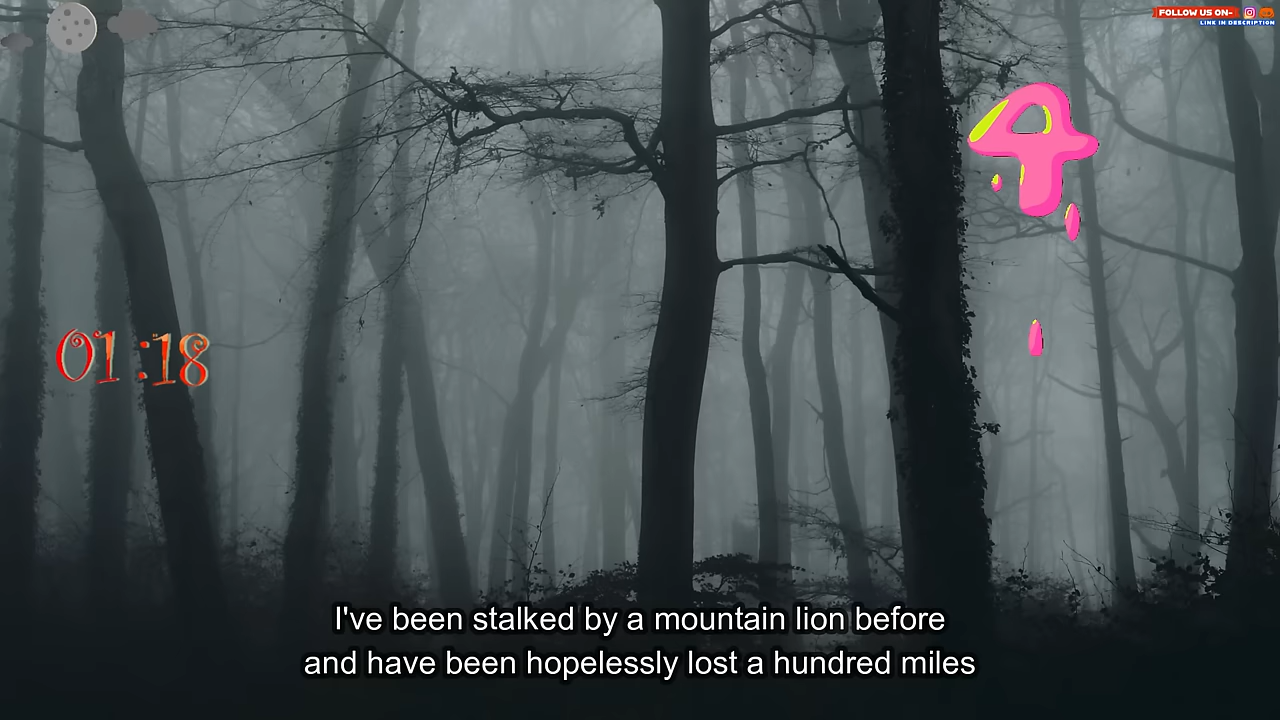 FOLLOW US ON-
LINK IN DESCRIPTION
4
01:18
I've been stalked by a mountain lion before
and have been hopelessly lost a hundred miles